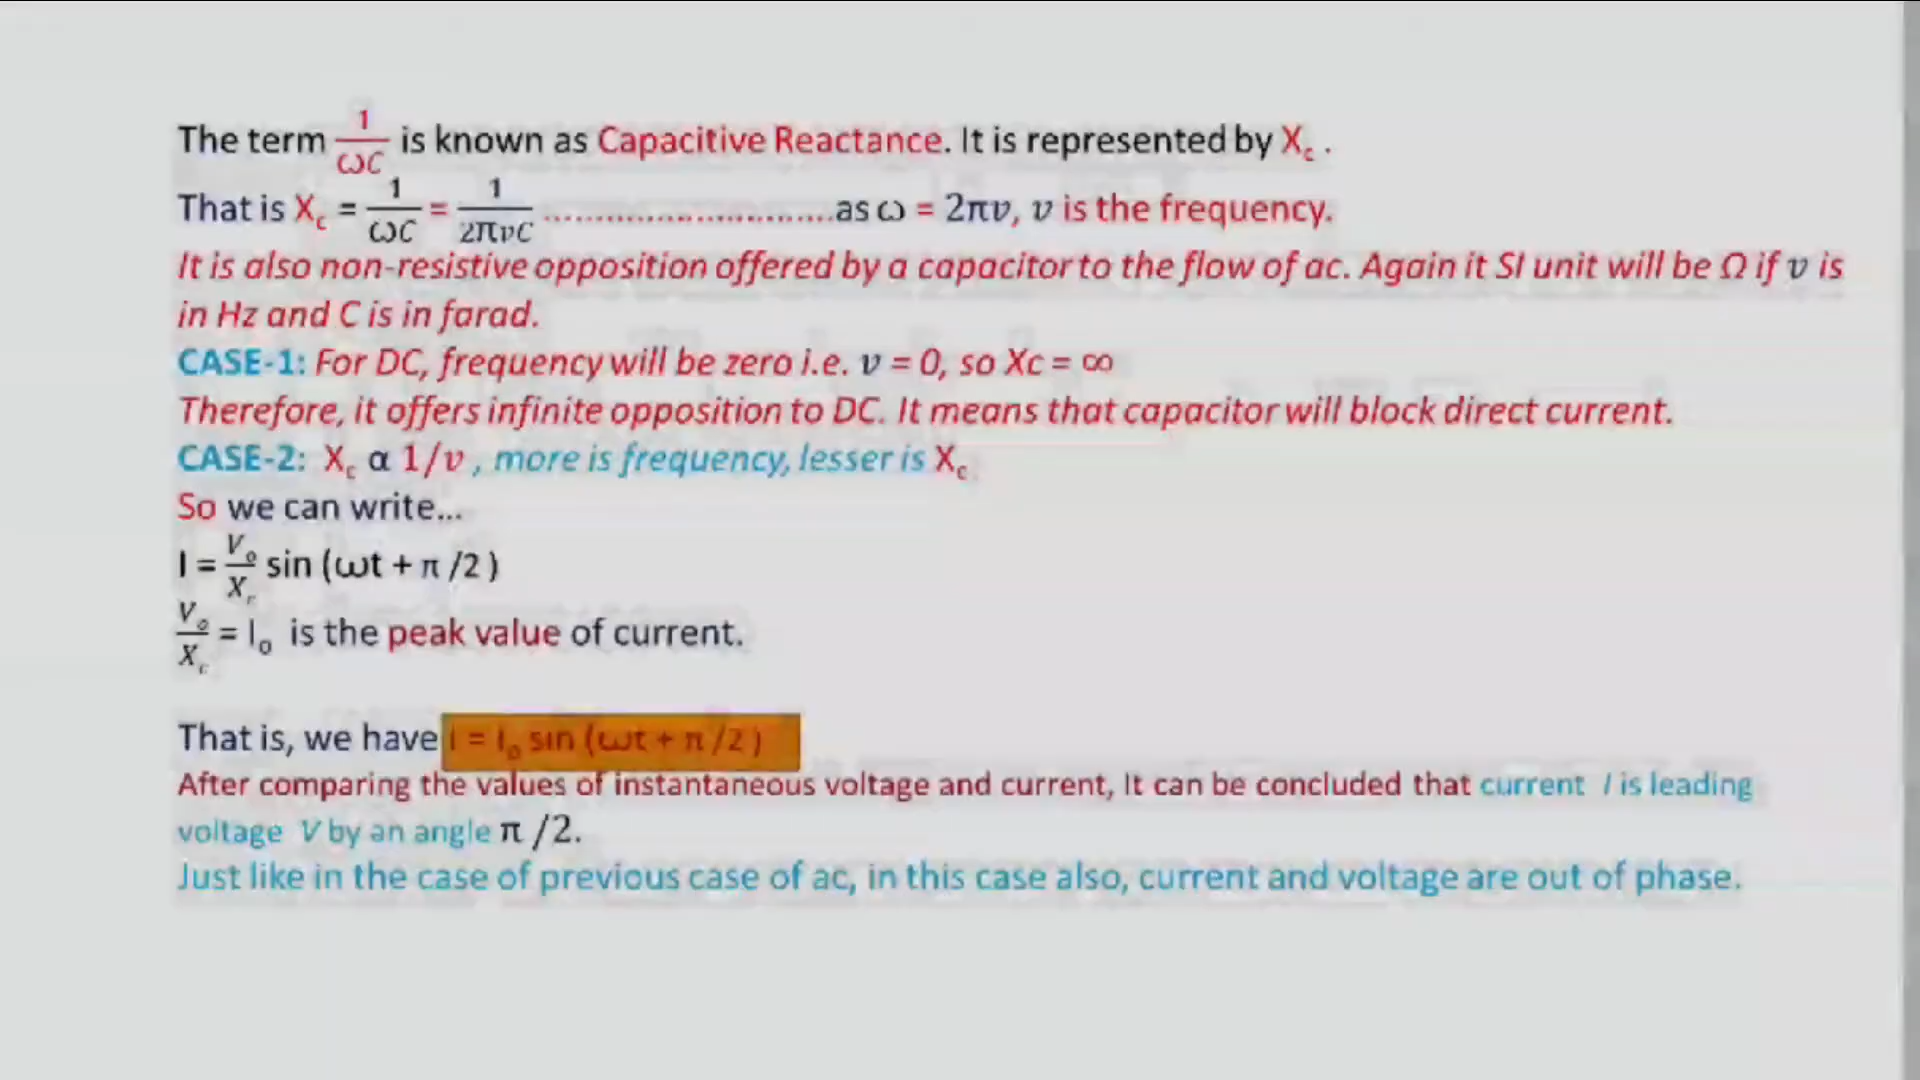 The term 1/ωC is known as Capacitive Reactance. It is represented by Xc .
That is Xc = 1/ωC = 1/2πνC ............................as ω = 2πν, ν is the frequency.
It is also non-resistive opposition offered by a capacitor to the flow of ac. Again it SI unit will be Ω if ν is
in Hz and C is in farad.
CASE-1: For DC, frequency will be zero i.e. ν = 0, so Xc = ∞
Therefore, it offers infinite opposition to DC. It means that capacitor will block direct current.
CASE-2: Xc α 1/ν , more is frequency, lesser is Xc
So we can write...
I = Vo/Xc sin (ωt + π /2 )
Vo/Xc = Io is the peak value of current.
That is, we have I = Io sin (ωt + π /2 )
After comparing the values of instantaneous voltage and current, It can be concluded that current I is leading
voltage V by an angle π /2.
Just like in the case of previous case of ac, in this case also, current and voltage are out of phase.